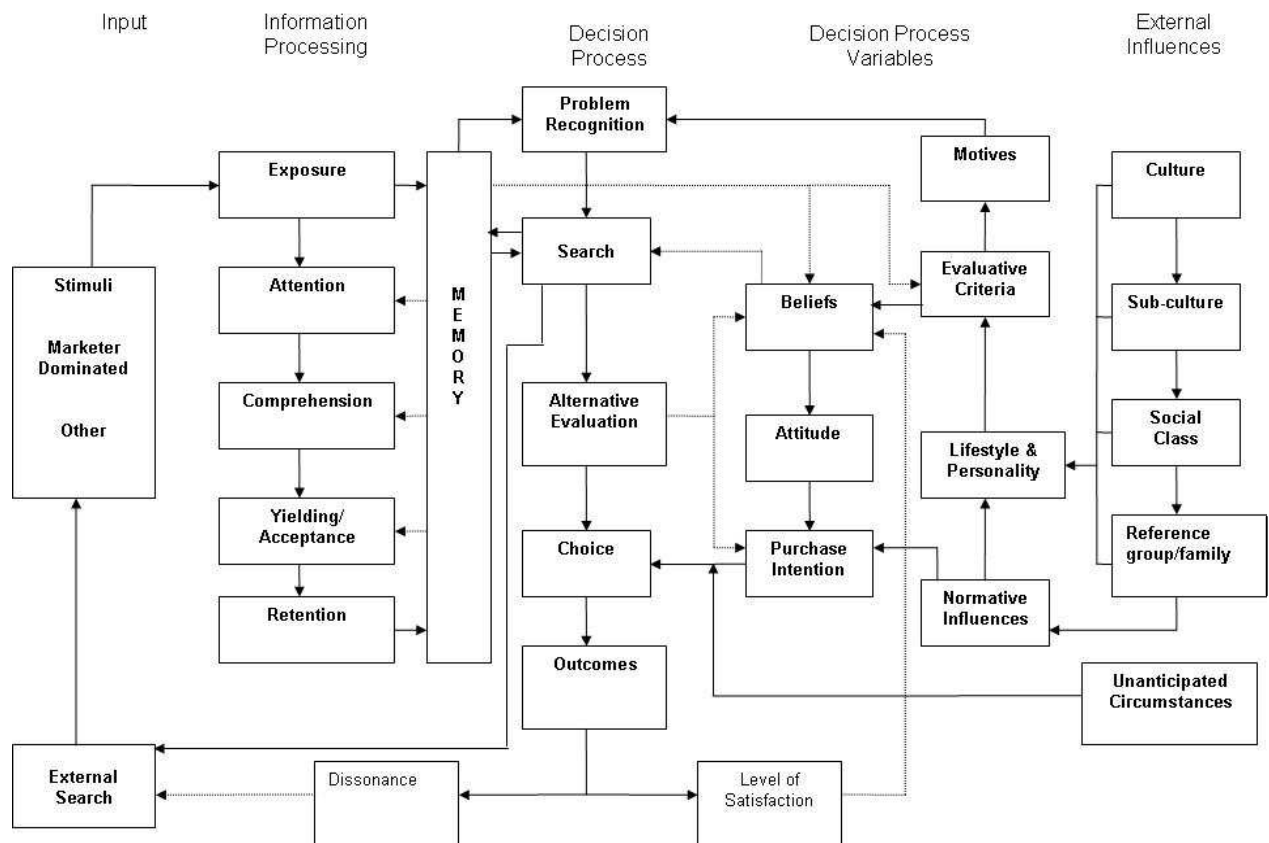 Input
Information
Processing
Decision
Process
Decision Process
Variables
External
Influences
Stimuli
Marketer
Dominated
Other
External
Search
Exposure
Attention
Comprehension
Yielding/
Acceptance
Retention
MEMORY
Problem
Recognition
Search
Alternative
Evaluation
Choice
Outcomes
Dissonance
Level of
Satisfaction
Beliefs
Attitude
Purchase
Intention
Motives
Evaluative
Criteria
Lifestyle &
Personality
Normative
Influences
Culture
Sub-culture
Social
Class
Reference
group/family
Unanticipated
Circumstances